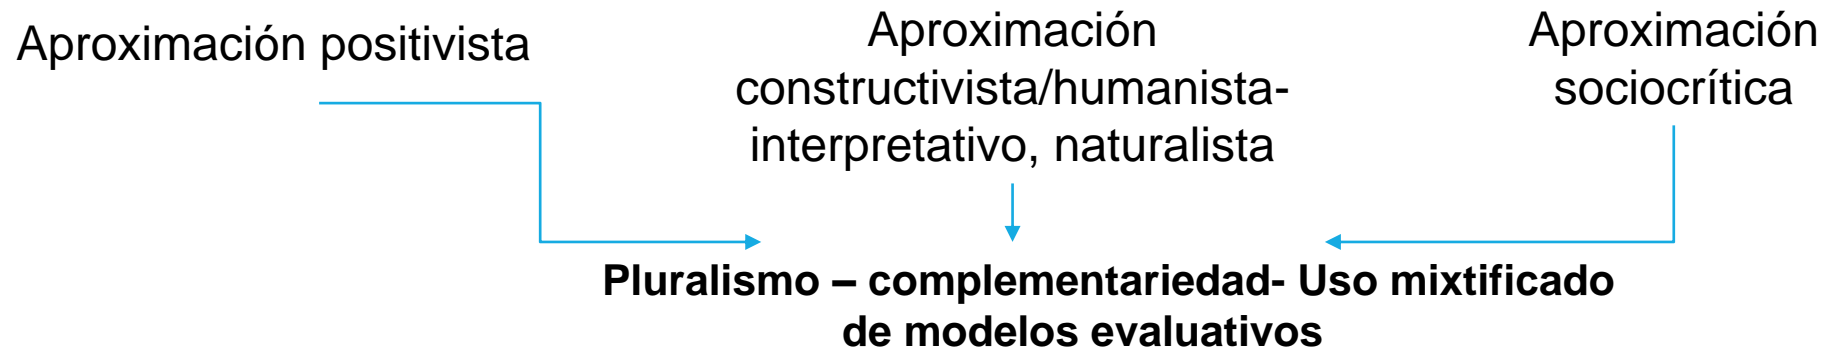 Aproximación positivista
Aproximación
constructivista/humanista-
interpretativo, naturalista
Aproximación
sociocrítica
Pluralismo – complementariedad- Uso mixtificado
de modelos evaluativos